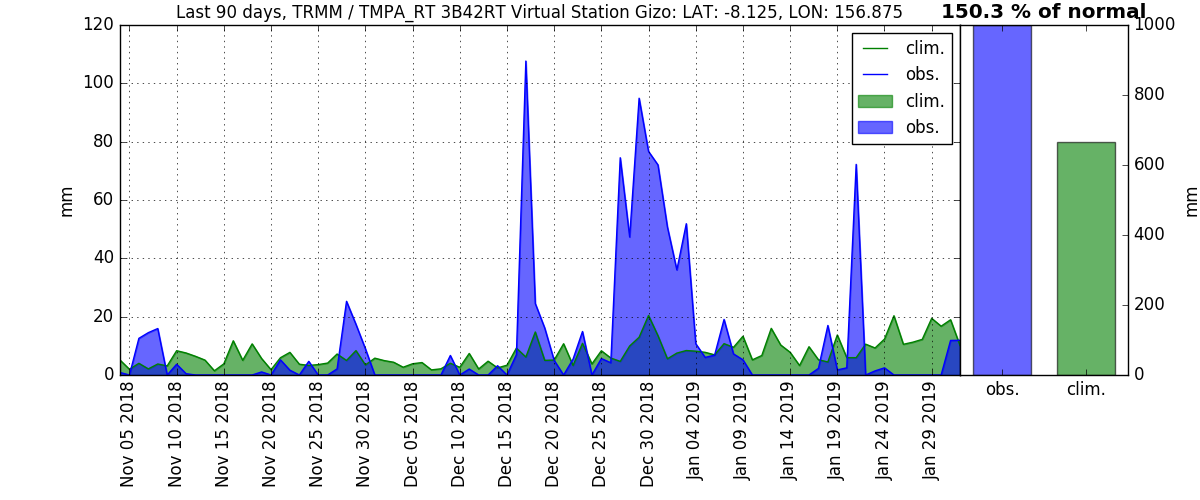 Last 90 days, TRMM / TMPA_RT 3B42RT Virtual Station Gizo: LAT: -8.125, LON: 156.875
150.3 % of normal
120
100
80
60
40
20
0
mm
clim.
obs.
clim.
obs.
1000
800
600
400
200
0
mm
obs.
clim.
Nov 05 2018
Nov 10 2018
Nov 15 2018
Nov 20 2018
Nov 25 2018
Nov 30 2018
Dec 05 2018
Dec 10 2018
Dec 15 2018
Dec 20 2018
Dec 25 2018
Dec 30 2018
Jan 04 2019
Jan 09 2019
Jan 14 2019
Jan 19 2019
Jan 24 2019
Jan 29 2019